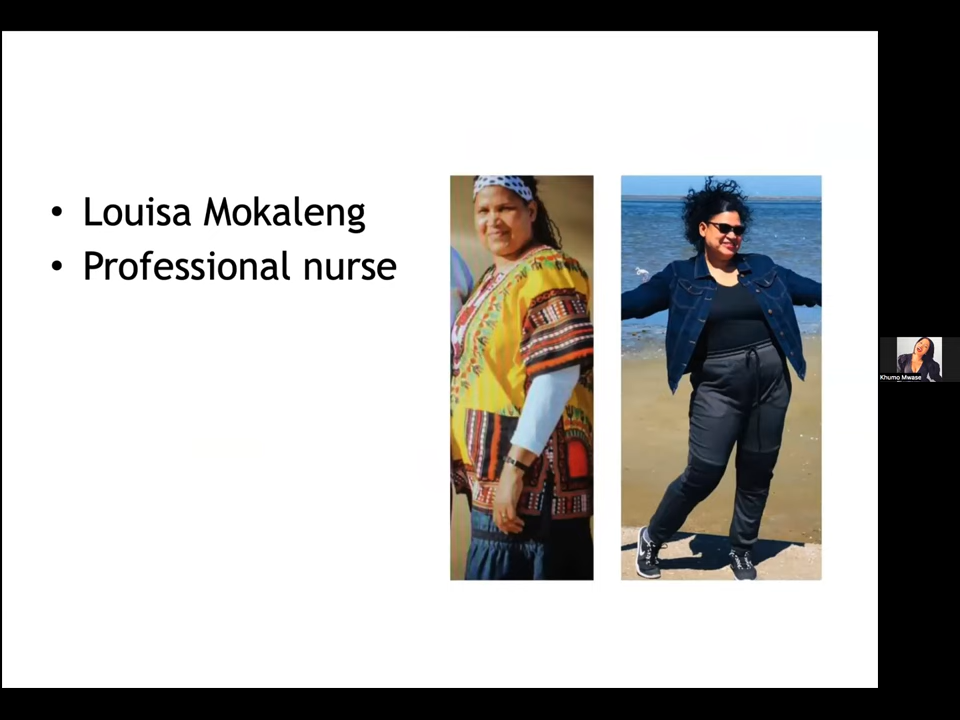 • Louisa Mokaleng
• Professional nurse
Khumo Mwase